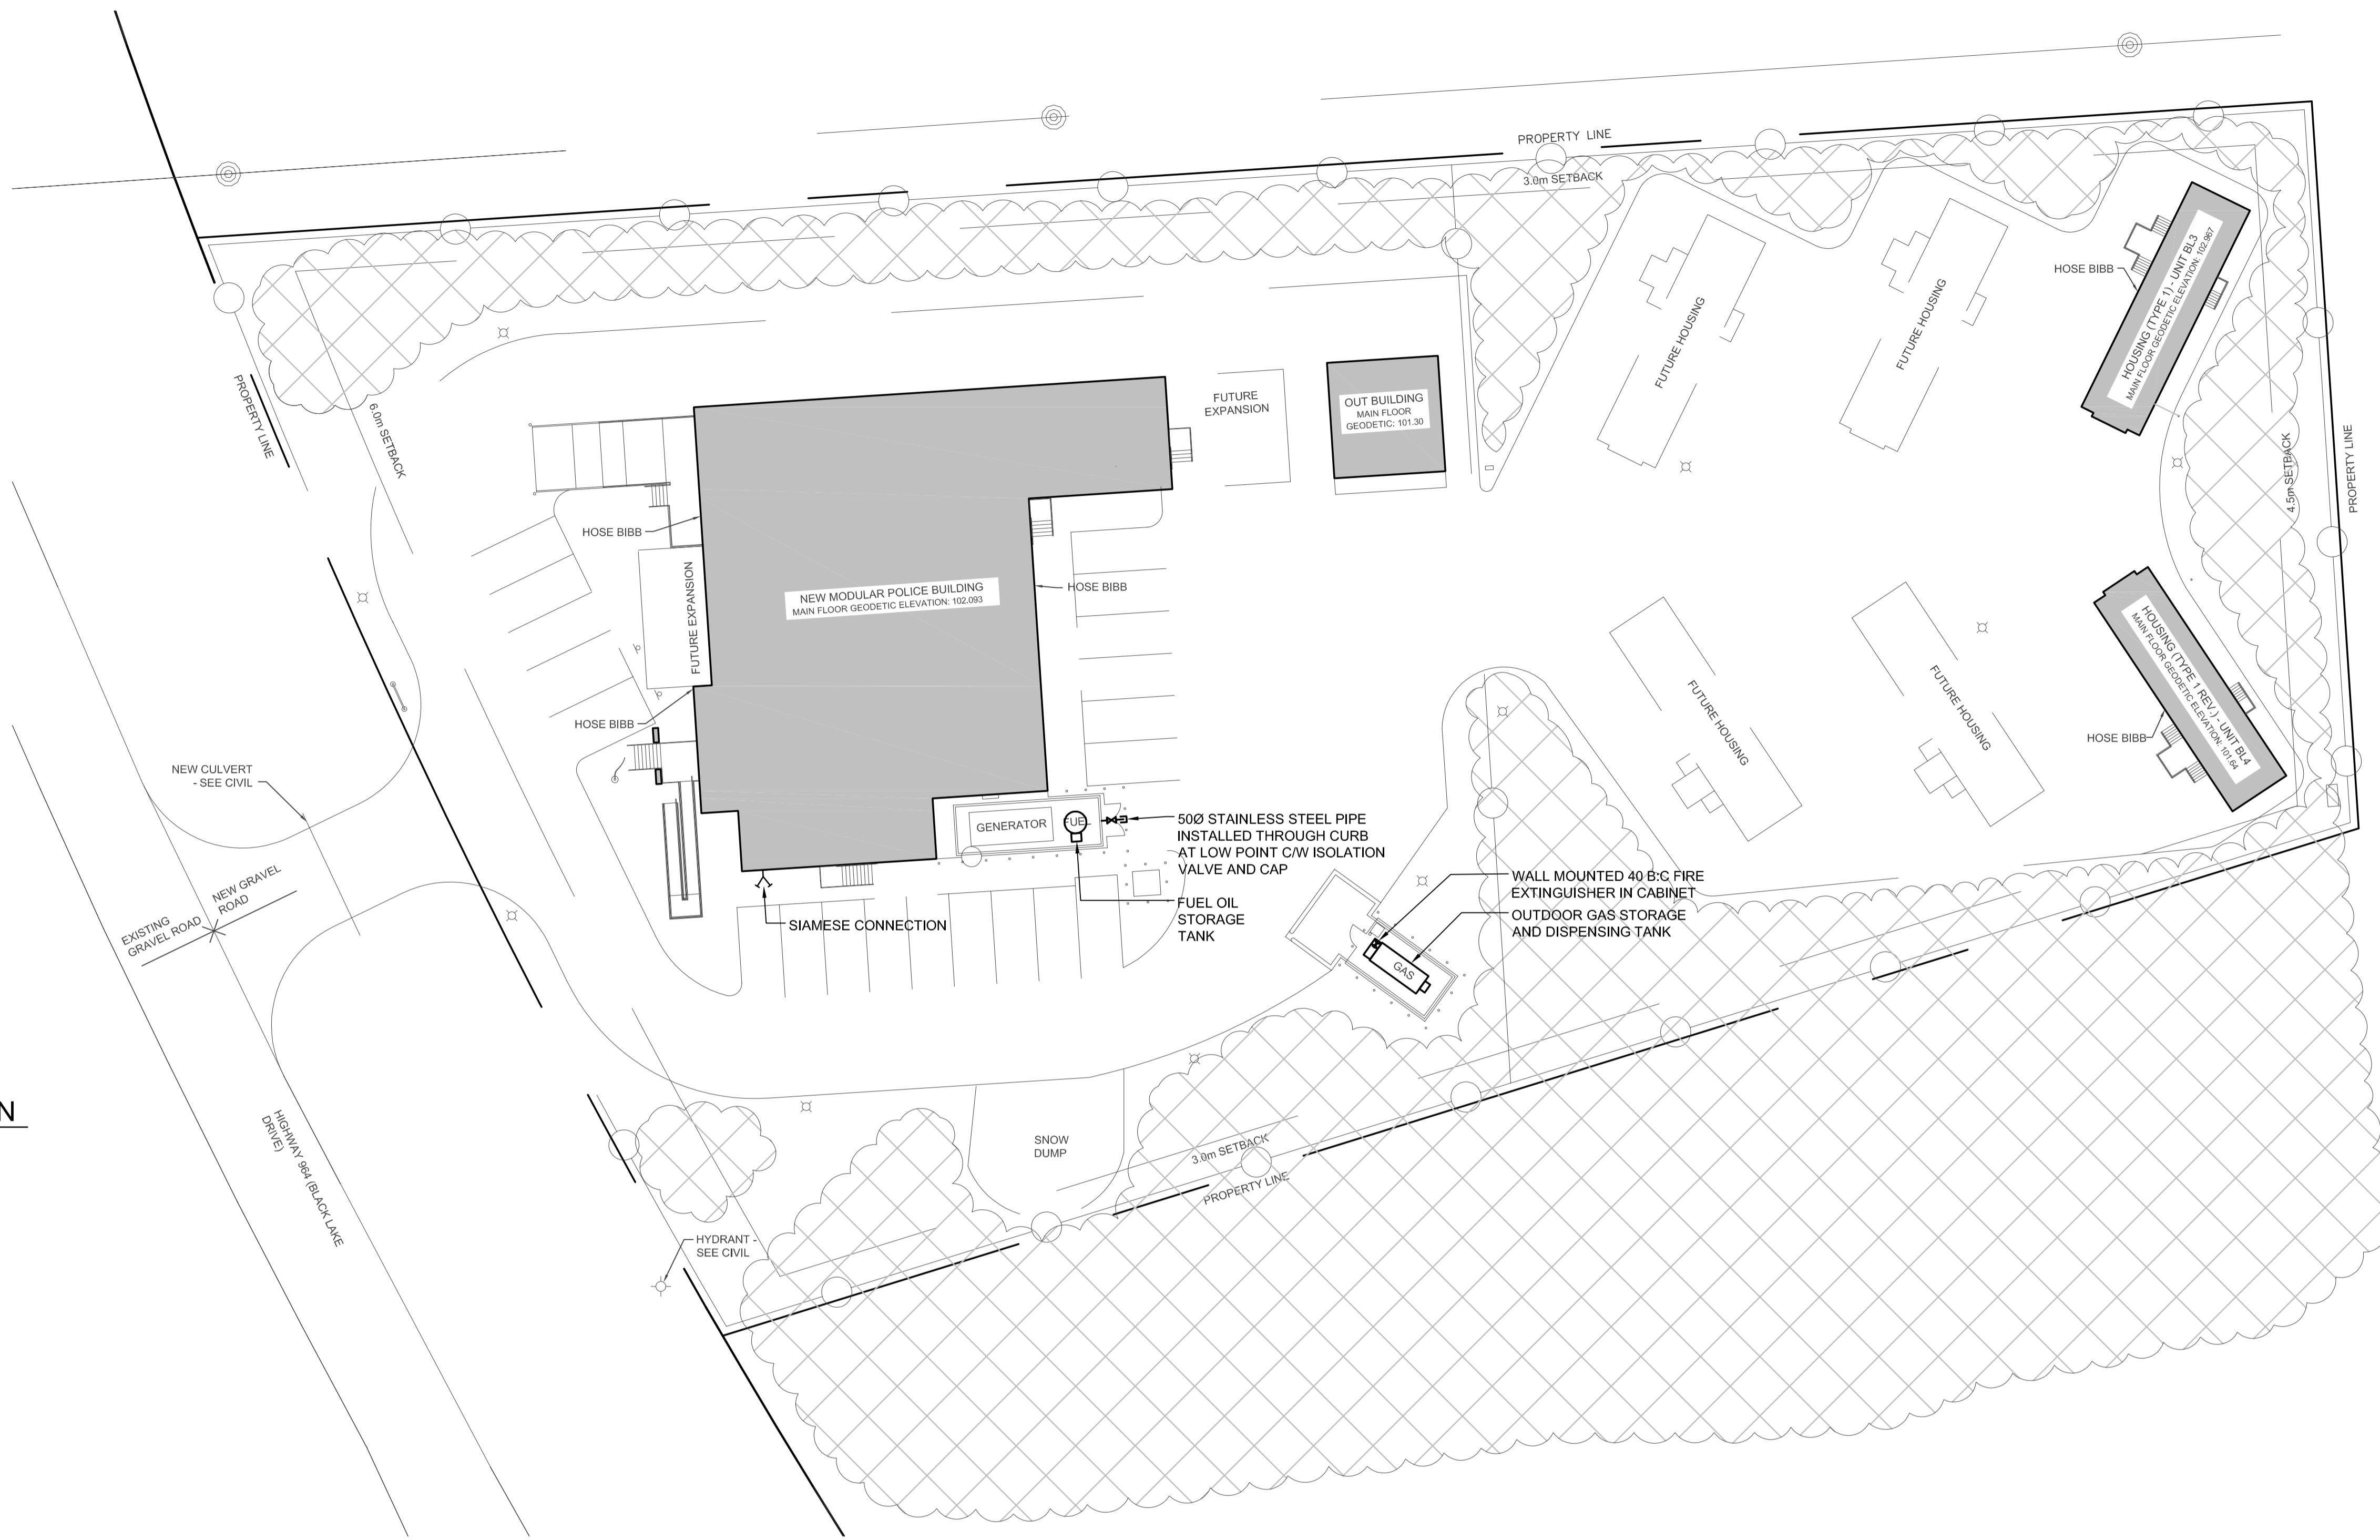 PROPERTY LINE
3.0m SETBACK
PROPERTY LINE
6.0m SETBACK
FUTURE
EXPANSION
OUT BUILDING
MAIN FLOOR
GEODETIC: 101.30
FUTURE HOUSING
FUTURE HOUSING
HOSE BIBB
HOUSING (TYPE 1) - UNIT BL3
MAIN FLOOR GEODETIC ELEVATION: 102.967
4.5m SETBACK
PROPERTY LINE
HOSE BIBB
FUTURE EXPANSION
NEW MODULAR POLICE BUILDING
MAIN FLOOR GEODETIC ELEVATION: 102.093
HOSE BIBB
HOSE BIBB
FUTURE HOUSING
FUTURE HOUSING
HOUSING (TYPE 1 REV.) - UNIT BL4
MAIN FLOOR GEODETIC ELEVATION: 101.64
HOSE BIBB
NEW CULVERT
- SEE CIVIL
GENERATOR
FUEL
50Ø STAINLESS STEEL PIPE
INSTALLED THROUGH CURB
AT LOW POINT C/W ISOLATION
VALVE AND CAP
WALL MOUNTED 40 B:C FIRE
EXTINGUISHER IN CABINET
OUTDOOR GAS STORAGE
AND DISPENSING TANK
FUEL OIL
STORAGE
TANK
SIAMESE CONNECTION
GAS
EXISTING
GRAVEL ROAD
NEW GRAVEL
ROAD
N
HIGHWAY 964 (BLACK LAKE
DRIVE)
SNOW
DUMP
3.0m SETBACK
PROPERTY LINE
HYDRANT -
SEE CIVIL